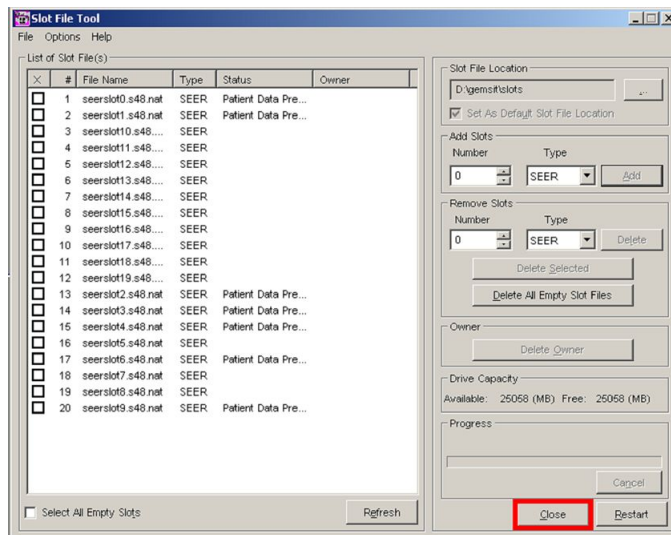 Slot File Tool
File Options Help
List of Slot File(s)
X # File Name Type Status Owner
1 seerslot0.s48.nat SEER Patient Data Pre...
2 seerslot1.s48.nat SEER Patient Data Pre...
3 seerslot10.s48.... SEER
4 seerslot11.s48.... SEER
5 seerslot12.s48.... SEER
6 seerslot13.s48.... SEER
7 seerslot14.s48.... SEER
8 seerslot15.s48.... SEER
9 seerslot16.s48.... SEER
10 seerslot17.s48.... SEER
11 seerslot18.s48.... SEER
12 seerslot19.s48.... SEER
13 seerslot2.s48.nat SEER Patient Data Pre...
14 seerslot3.s48.nat SEER Patient Data Pre...
15 seerslot4.s48.nat SEER Patient Data Pre...
16 seerslot5.s48.nat SEER
17 seerslot6.s48.nat SEER Patient Data Pre...
18 seerslot7.s48.nat SEER
19 seerslot8.s48.nat SEER
20 seerslot9.s48.nat SEER Patient Data Pre...
Select All Empty Slots
Refresh
Slot File Location
D:\gemsit\slots ...
Set As Default Slot File Location
Add Slots
Number Type
0 SEER Add
Remove Slots
Number Type
0 SEER Delete
Delete Selected
Delete All Empty Slot Files
Owner
Delete Owner
Drive Capacity
Available: 25058 (MB) Free: 25058 (MB)
Progress
Cancel
Close Restart